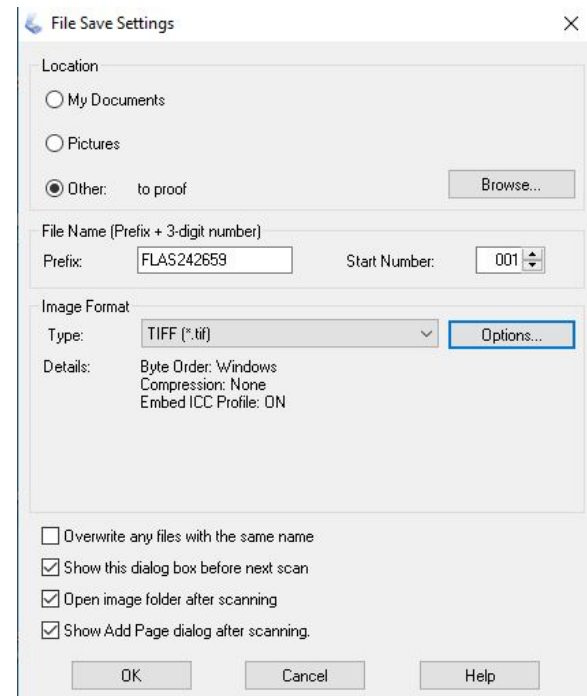 File Save Settings
Location
My Documents
Pictures
Other: to proof
Browse...
File Name (Prefix + 3-digit number)
Prefix: FLAS242659 Start Number: 001
Image Format
Type: TIFF (*.tif) Options...
Details: Byte Order: Windows
Compression: None
Embed ICC Profile: ON
Overwrite any files with the same name
Show this dialog box before next scan
Open image folder after scanning
Show Add Page dialog after scanning.
OK Cancel Help